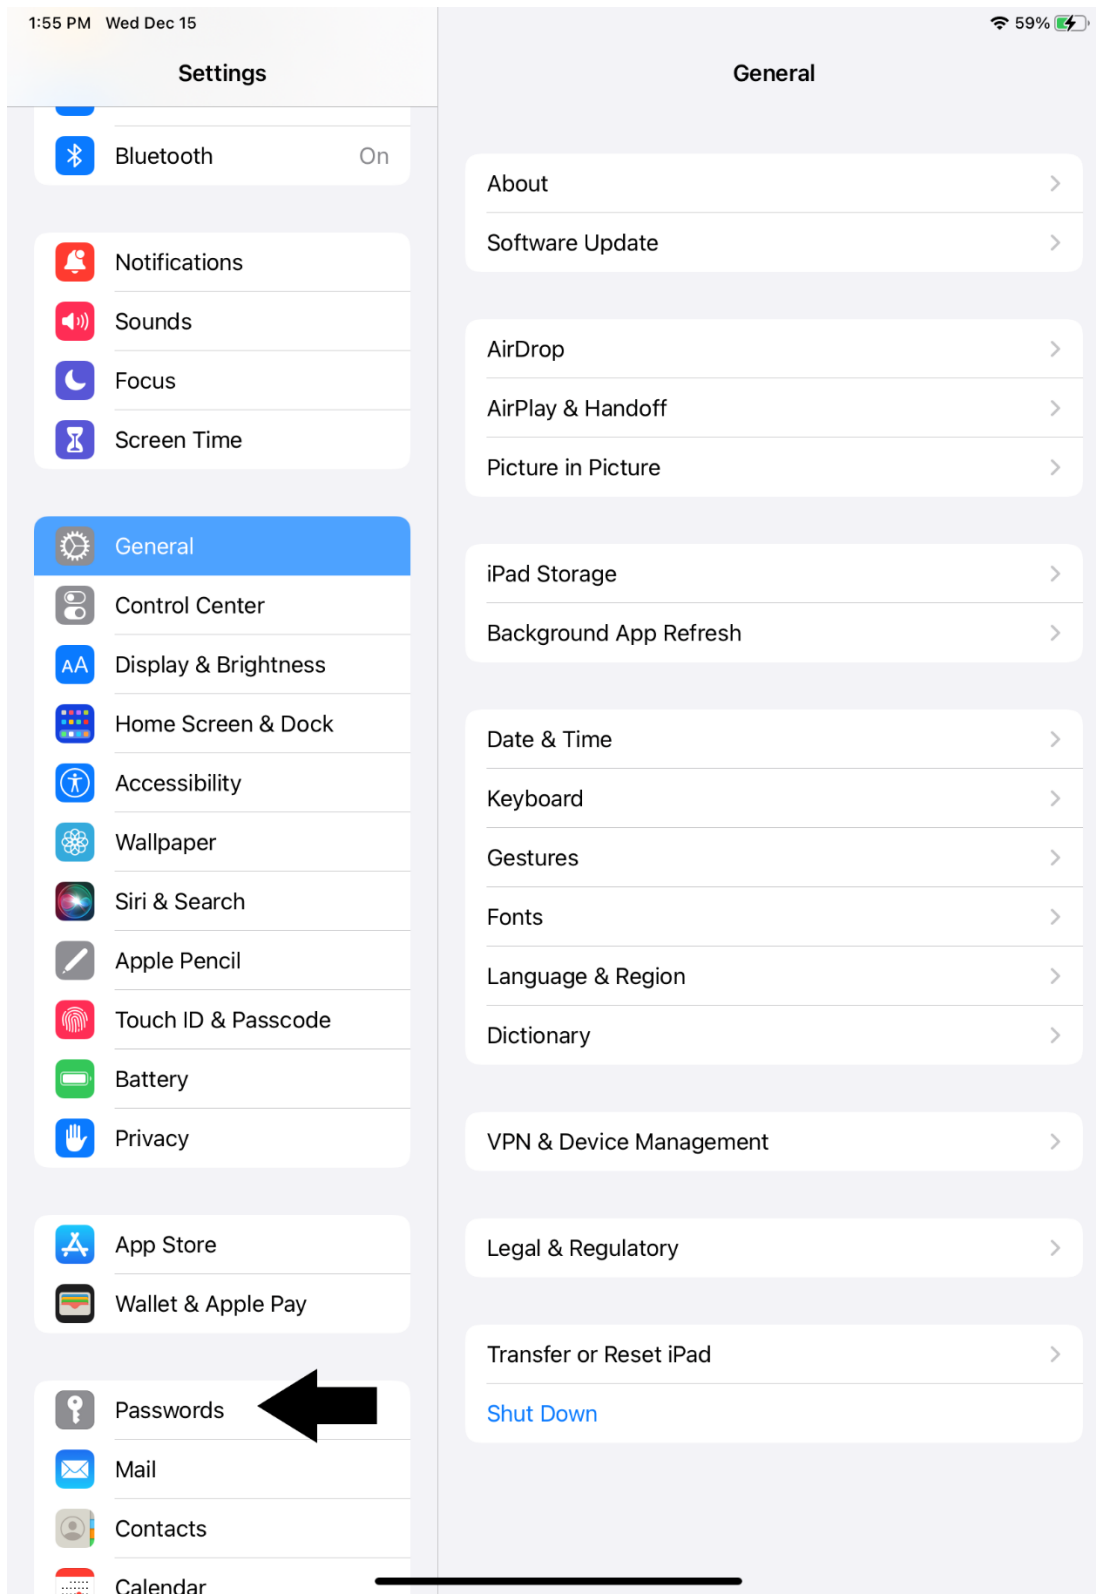 1:55 PM Wed Dec 15
59%
Settings
Bluetooth On
Notifications
Sounds
Focus
Screen Time
General
Control Center
AA Display & Brightness
Home Screen & Dock
Accessibility
Wallpaper
Siri & Search
Apple Pencil
Touch ID & Passcode
Battery
Privacy
App Store
Wallet & Apple Pay
Passwords
Mail
Contacts
Calendar
General
About
Software Update
AirDrop
AirPlay & Handoff
Picture in Picture
iPad Storage
Background App Refresh
Date & Time
Keyboard
Gestures
Fonts
Language & Region
Dictionary
VPN & Device Management
Legal & Regulatory
Transfer or Reset iPad
Shut Down